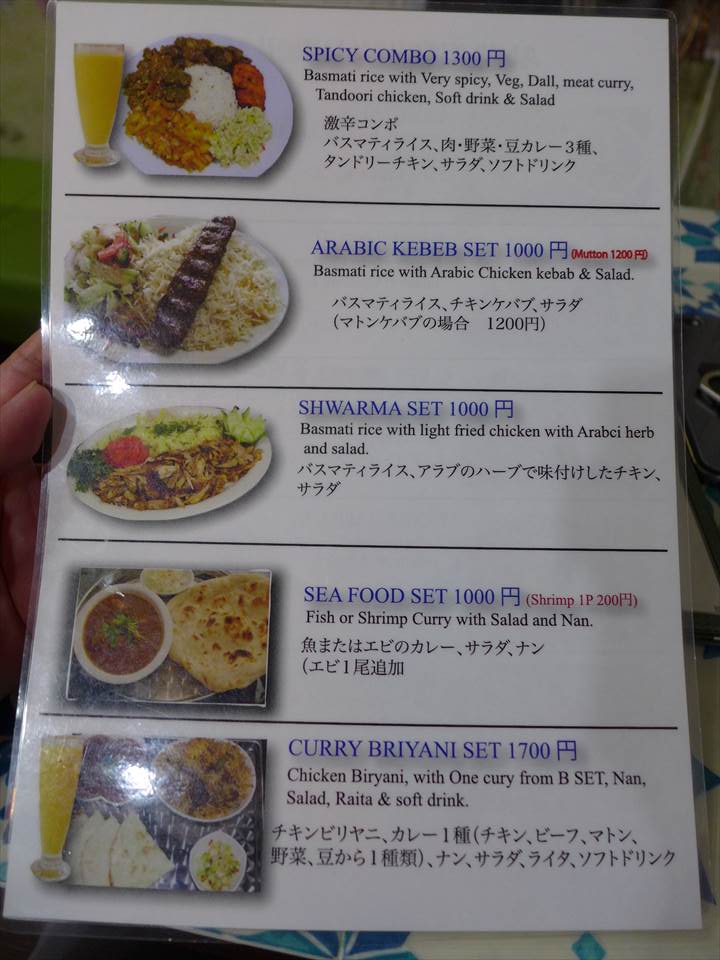 SPICY COMBO 1300 円
Basmati rice with Very spicy, Veg, Dall, meat curry,
Tandoori chicken, Soft drink & Salad
激辛コンボ
バスマティライス、肉・野菜・豆カレー３種、
タンドリーチキン、サラダ、ソフトドリンク
ARABIC KEBEB SET 1000 円 (Mutton 1200 円)
Basmati rice with Arabic Chicken kebab & Salad.
バスマティライス、チキンケバブ、サラダ
（マトンケバブの場合　1200円）
SHWARMA SET 1000 円
Basmati rice with light fried chicken with Arabci herb
and salad.
バスマティライス、アラブのハーブで味付けしたチキン、
サラダ
SEA FOOD SET 1000 円 (Shrimp 1P 200円)
Fish or Shrimp Curry with Salad and Nan.
魚またはエビのカレー、サラダ、ナン
（エビ１尾追加
CURRY BRIYANI SET 1700 円
Chicken Biryani, with One cury from B SET, Nan,
Salad, Raita & soft drink.
チキンビリヤニ、カレー１種（チキン、ビーフ、マトン、
野菜、豆から１種類）、ナン、サラダ、ライタ、ソフトドリンク